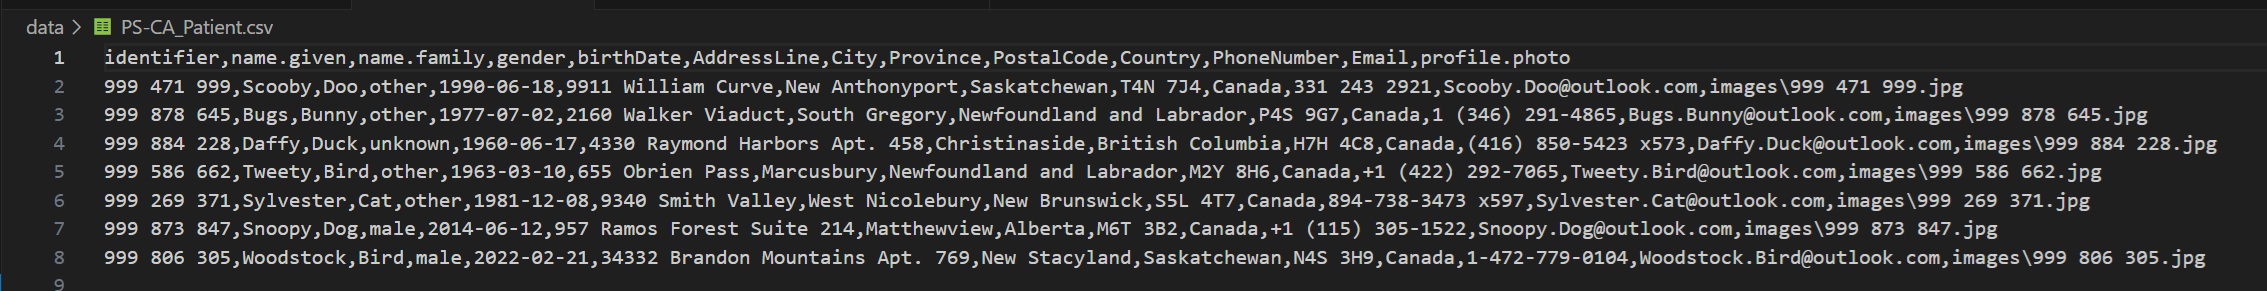 data > PS-CA_Patient.csv
1 identifier,name.given,name.family,gender,birthDate,AddressLine,City,Province,PostalCode,Country,PhoneNumber,Email,profile.photo
2 999 471 999,Scooby,Doo,other,1990-06-18,9911 William Curve,New Anthonyport,Saskatchewan,T4N 7J4,Canada,331 243 2921,Scooby.Doo@outlook.com,images\999 471 999.jpg
3 999 878 645,Bugs,Bunny,other,1977-07-02,2160 Walker Viaduct,South Gregory,Newfoundland and Labrador,P4S 9G7,Canada,1 (346) 291-4865,Bugs.Bunny@outlook.com,images\999 878 645.jpg
4 999 884 228,Daffy,Duck,unknown,1960-06-17,4330 Raymond Harbors Apt. 458,Christinaside,British Columbia,H7H 4C8,Canada,(416) 850-5423 x573,Daffy.Duck@outlook.com,images\999 884 228.jpg
5 999 586 662,Tweety,Bird,other,1963-03-10,655 Obrien Pass,Marcusbury,Newfoundland and Labrador,M2Y 8H6,Canada,+1 (422) 292-7065,Tweety.Bird@outlook.com,images\999 586 662.jpg
6 999 269 371,Sylvester,Cat,other,1981-12-08,9340 Smith Valley,West Nicolebury,New Brunswick,S5L 4T7,Canada,894-738-3473 x597,Sylvester.Cat@outlook.com,images\999 269 371.jpg
7 999 873 847,Snoopy,Dog,male,2014-06-12,957 Ramos Forest Suite 214,Matthewview,Alberta,M6T 3B2,Canada,+1 (115) 305-1522,Snoopy.Dog@outlook.com,images\999 873 847.jpg
8 999 806 305,Woodstock,Bird,male,2022-02-21,34332 Brandon Mountains Apt. 769,New Stacyland,Saskatchewan,N4S 3H9,Canada,1-472-779-0104,Woodstock.Bird@outlook.com,images\999 806 305.jpg
9